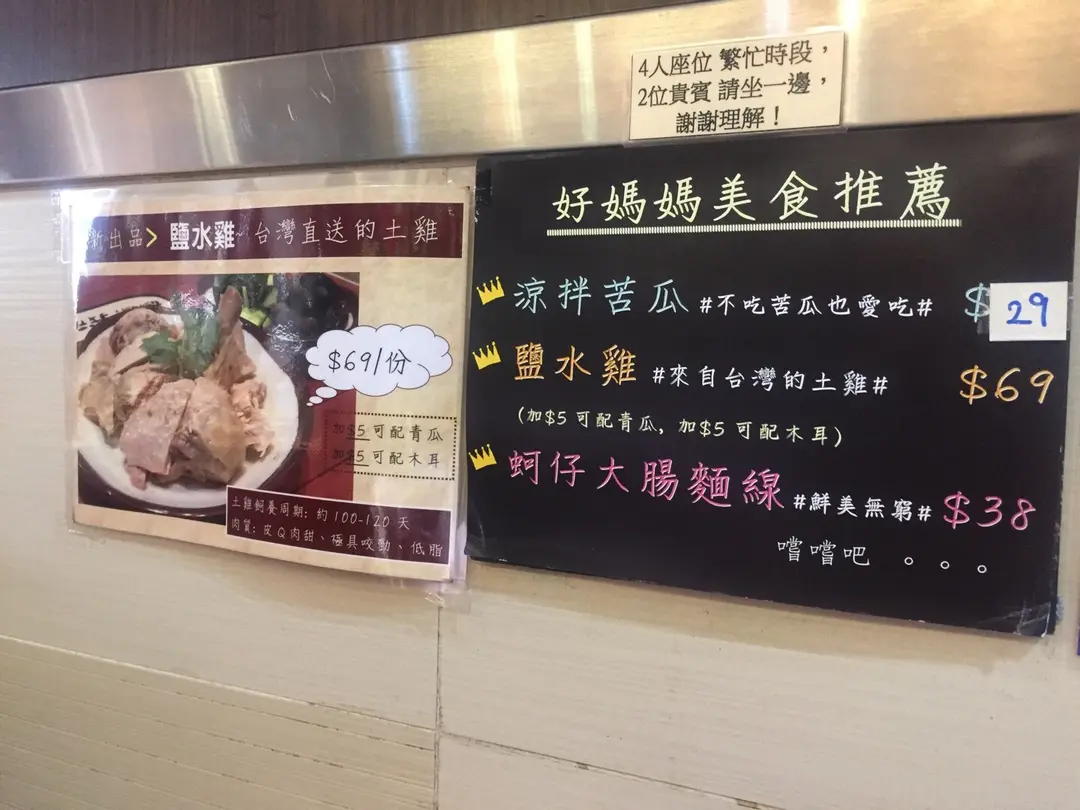 4人座位 繁忙時段，
2位貴賓 請坐一邊，
謝謝理解！
新出品> 鹽水雞 台灣直送的土雞
$69/份
加$5可配青瓜
加$5可配木耳
土雞飼養周期: 約100-120天
肉質: 皮Q肉甜、極具咬勁、低脂
好媽媽美食推薦
涼拌苦瓜 #不吃苦瓜也愛吃# $29
鹽水雞 #來自台灣的土雞# $69
(加$5可配青瓜, 加$5可配木耳)
蚵仔大腸麵線 #鮮美無窮# $38
嚐嚐吧 。。。